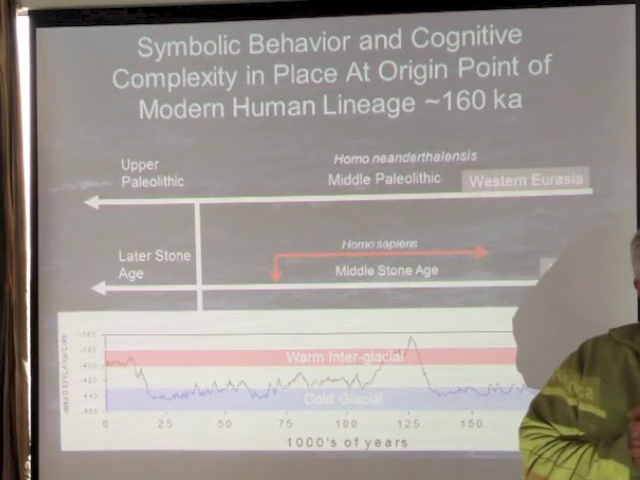 Symbolic Behavior and Cognitive
Complexity in Place At Origin Point of
Modern Human Lineage ~160 ka
Homo neanderthalensis
Upper
Paleolithic
Middle Paleolithic
Western Eurasia
Homo sapiens
Later Stone
Age
Middle Stone Age
Warm Inter-glacial
Cold Glacial
0 25 50 75 100 125 150
1000's of years